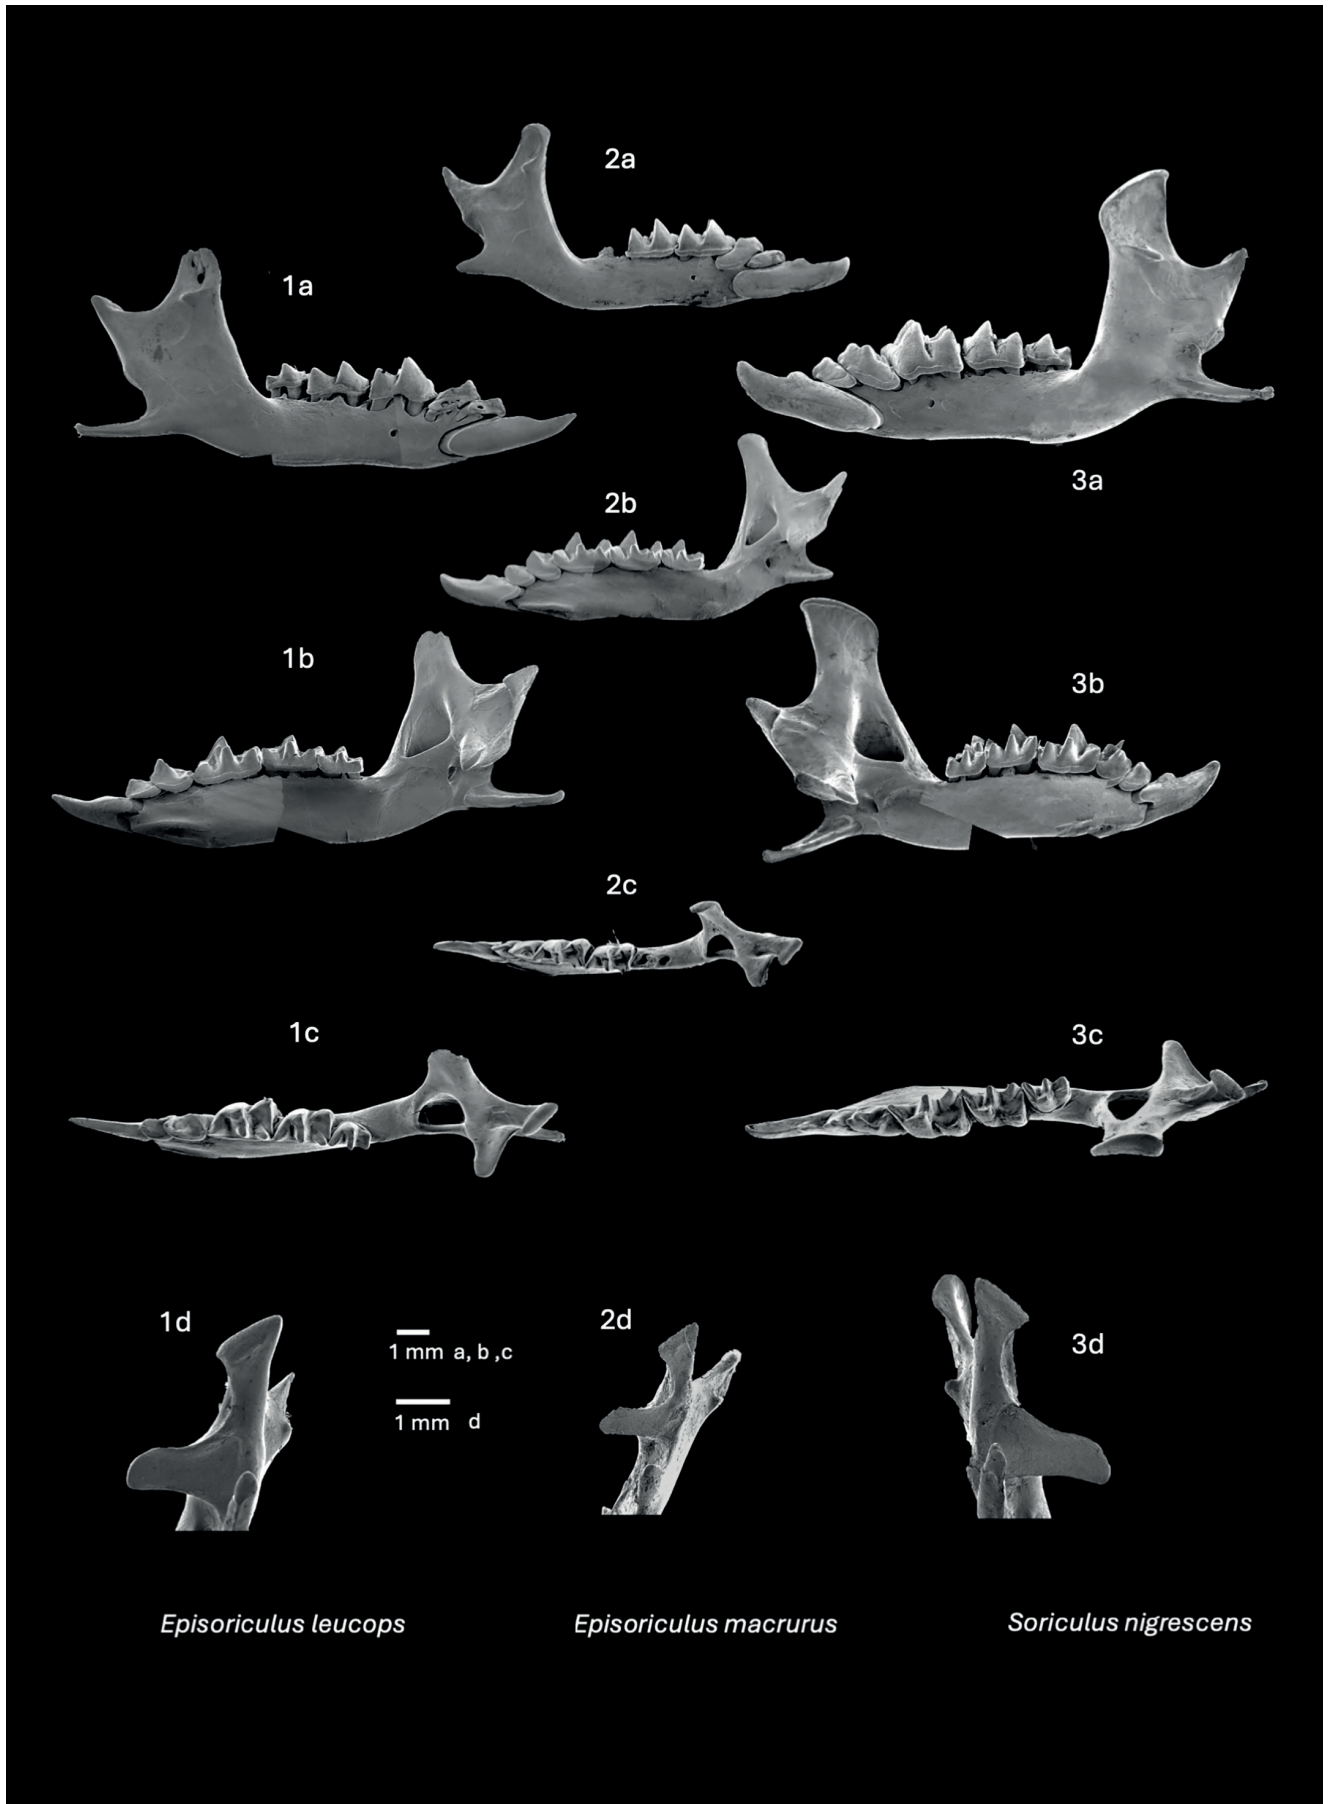 2a
1a
3a
2b
1b
3b
2c
1c
3c
1d
2d
3d
1 mm a, b ,c
1 mm d
Episoriculus leucops
Episoriculus macrurus
Soriculus nigrescens